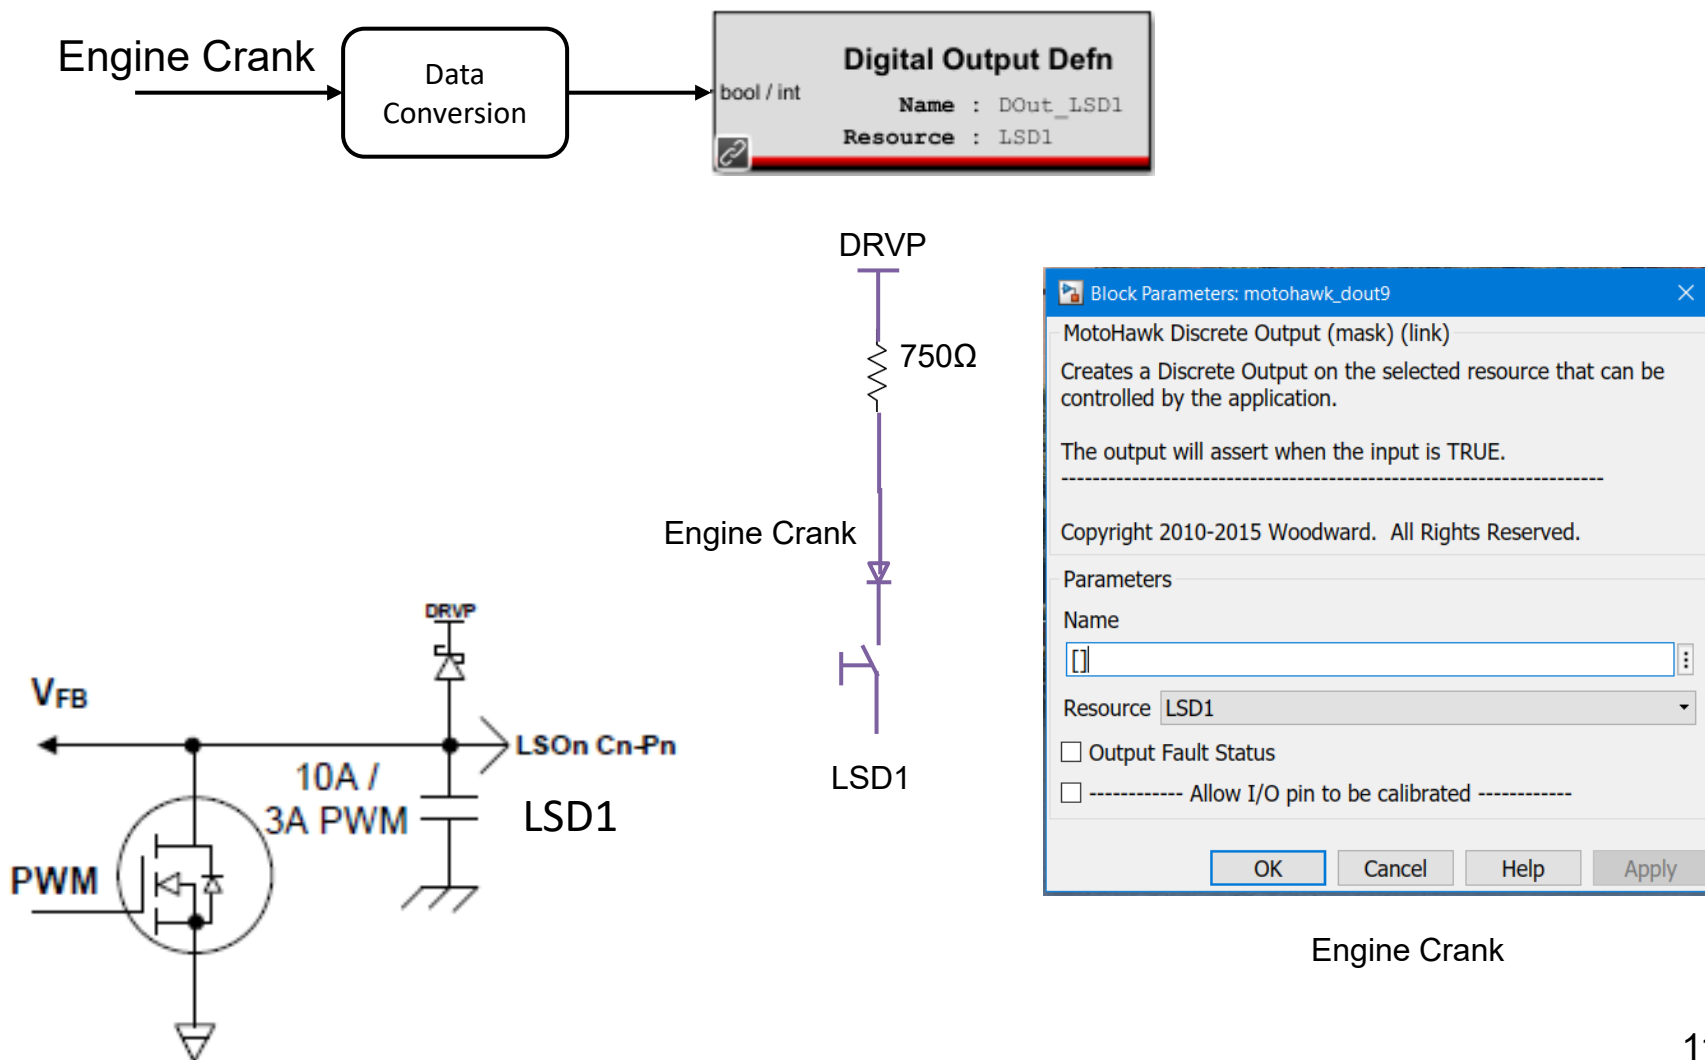 Engine Crank
Data
Conversion
Digital Output Defn
bool / int
Name : DOut_LSD1
Resource : LSD1
DRVP
750Ω
Engine Crank
LSD1
DRVP
VFB
LSOn Cn-Pn
10A /
3A PWM
LSD1
PWM
Block Parameters: motohawk_dout9
MotoHawk Discrete Output (mask) (link)
Creates a Discrete Output on the selected resource that can be
controlled by the application.
The output will assert when the input is TRUE.
-----------------------------------------------------------------------
Copyright 2010-2015 Woodward.  All Rights Reserved.
Parameters
Name
[]
Resource LSD1
Output Fault Status
------------ Allow I/O pin to be calibrated ------------
OK
Cancel
Help
Apply
Engine Crank